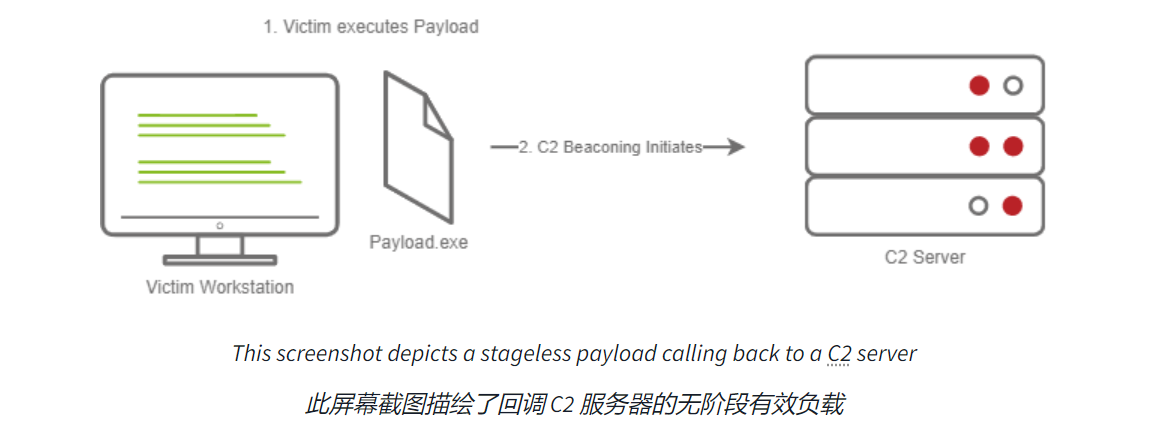 1. Victim executes Payload
2. C2 Beaconing Initiates
Payload.exe
C2 Server
Victim Workstation
This screenshot depicts a stageless payload calling back to a C2 server
此屏幕截图描绘了回调 C2 服务器的无阶段有效负载